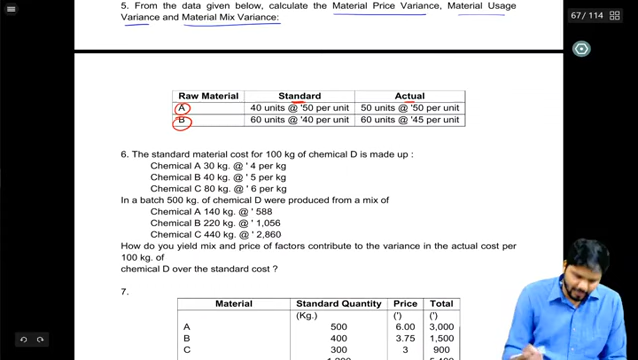 5. From the data given below, calculate the Material Price Variance, Material Usage
67 / 114
Variance and Material Mix Variance:
Raw Material Standard Actual
A 40 units @ '50 per unit 50 units @ '50 per unit
B 60 units @ '40 per unit 60 units @ '45 per unit
6. The standard material cost for 100 kg of chemical D is made up :
Chemical A 30 kg. @ ' 4 per kg
Chemical B 40 kg. @ ' 5 per kg
Chemical C 80 kg. @ ' 6 per kg
In a batch 500 kg. of chemical D were produced from a mix of
Chemical A 140 kg. @ ' 588
Chemical B 220 kg. @ ' 1,056
Chemical C 440 kg. @ ' 2,860
How do you yield mix and price of factors contribute to the variance in the actual cost per
100 kg. of
chemical D over the standard cost ?
7.
Material Standard Quantity Price Total
(Kg.) (') (')
A 500 6.00 3,000
B 400 3.75 1,500
C 300 3 900